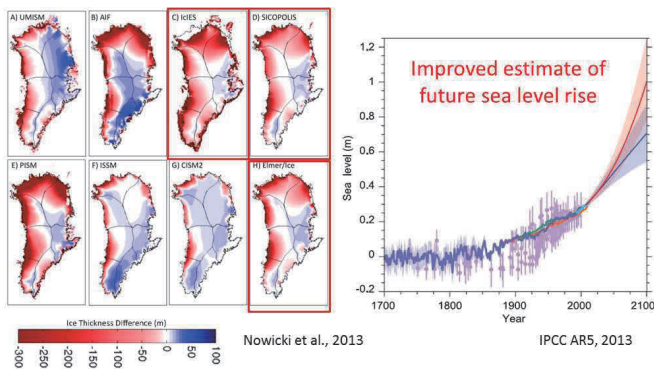 A) UMISM
B) AIF
C) IcIES
D) SICOPOLIS
E) PISM
F) ISSM
G) CISM2
H) Elmer/Ice
Ice Thickness Difference (m)
-300
-250
-200
-150
-100
-50
0
50
100
Nowicki et al., 2013
Improved estimate of
future sea level rise
Sea level (m)
1.2
1
0.8
0.6
0.4
0.2
0
-0.2
1700
1800
1900
2000
2100
Year
IPCC AR5, 2013